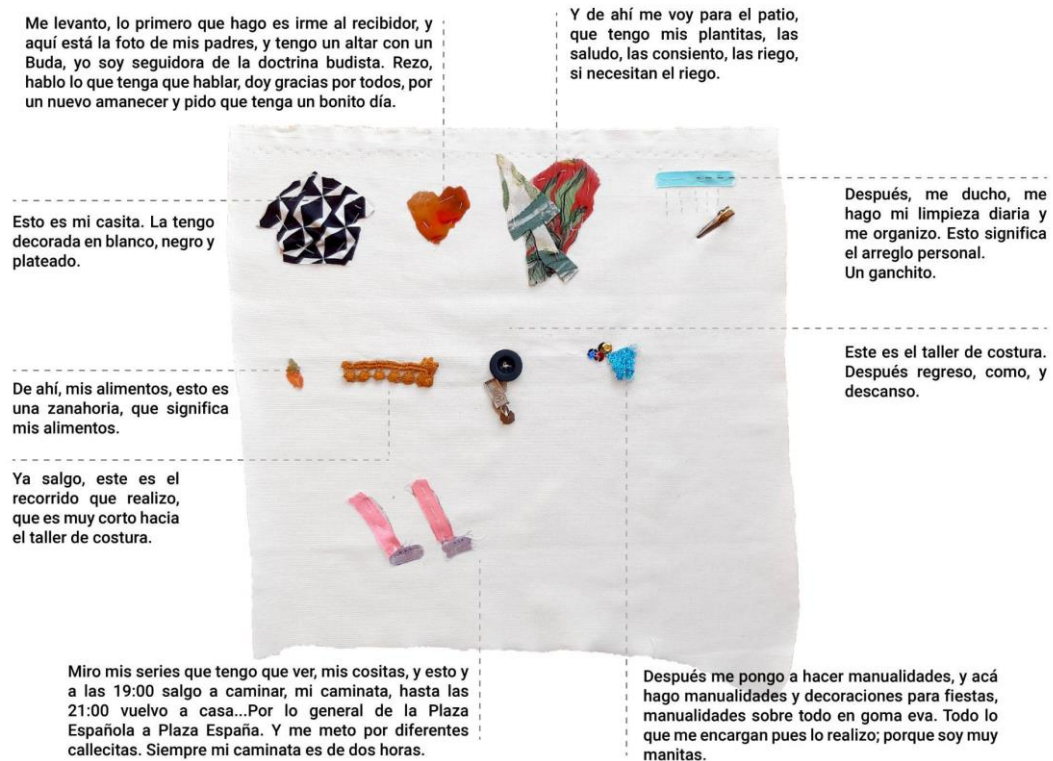 Me levanto, lo primero que hago es irme al recibidor, y
aquí está la foto de mis padres, y tengo un altar con un
Buda, yo soy seguidora de la doctrina budista. Rezo,
hablo lo que tenga que hablar, doy gracias por todos, por
un nuevo amanecer y pido que tenga un bonito día.
Y de ahí me voy para el patio,
que tengo mis plantitas, las
saludo, las consiento, las riego,
si necesitan el riego.
Esto es mi casita. La tengo
decorada en blanco, negro y
plateado.
Después, me ducho, me
hago mi limpieza diaria y
me organizo. Esto significa
el arreglo personal.
Un ganchito.
De ahí, mis alimentos, esto es
una zanahoria, que significa
mis alimentos.
Este es el taller de costura.
Después regreso, como, y
descanso.
Ya salgo, este es el
recorrido que realizo,
que es muy corto hacia
el taller de costura.
Miro mis series que tengo que ver, mis cositas, y esto y
a las 19:00 salgo a caminar, mi caminata, hasta las
21:00 vuelvo a casa...Por lo general de la Plaza
Española a Plaza España. Y me meto por diferentes
callecitas. Siempre mi caminata es de dos horas.
Después me pongo a hacer manualidades, y acá
hago manualidades y decoraciones para fiestas,
manualidades sobre todo en goma eva. Todo lo
que me encargan pues lo realizo; porque soy muy
manitas.